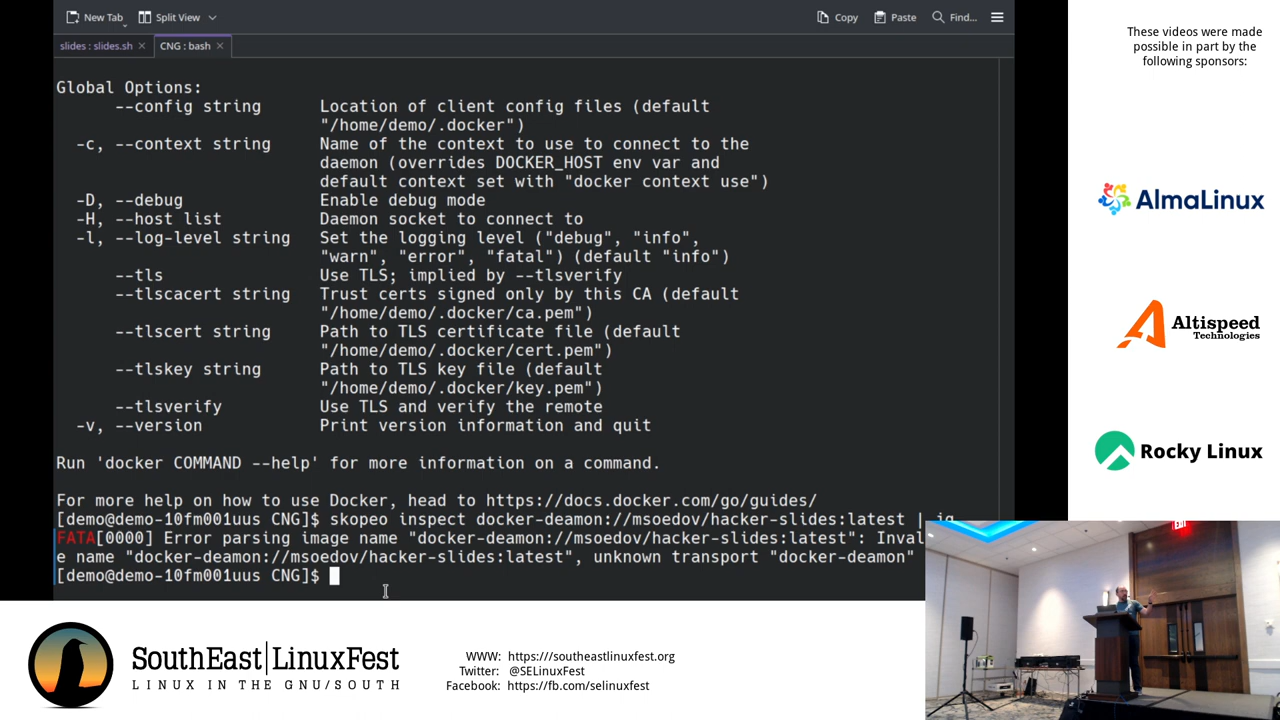 New Tab
Split View
Copy
Paste
Find...
slides : slides.sh
CNG : bash
Global Options:
--config string Location of client config files (default
"/home/demo/.docker")
-c, --context string Name of the context to use to connect to the
daemon (overrides DOCKER_HOST env var and
default context set with "docker context use")
-D, --debug Enable debug mode
-H, --host list Daemon socket to connect to
-l, --log-level string Set the logging level ("debug", "info",
"warn", "error", "fatal") (default "info")
--tls Use TLS; implied by --tlsverify
--tlscacert string Trust certs signed only by this CA (default
"/home/demo/.docker/ca.pem")
--tlscert string Path to TLS certificate file (default
"/home/demo/.docker/cert.pem")
--tlskey string Path to TLS key file (default
"/home/demo/.docker/key.pem")
--tlsverify Use TLS and verify the remote
-v, --version Print version information and quit
Run 'docker COMMAND --help' for more information on a command.
For more help on how to use Docker, head to https://docs.docker.com/go/guides/
[demo@demo-10fm001uus CNG]$ skopeo inspect docker-deamon://msoedov/hacker-slides:latest | jq
FATA[0000] Error parsing image name "docker-deamon://msoedov/hacker-slides:latest": Inval
e name "docker-deamon://msoedov/hacker-slides:latest", unknown transport "docker-deamon"
[demo@demo-10fm001uus CNG]$
These videos were made
possible in part by the
following sponsors:
AlmaLinux
Altispeed
Technologies
Rocky Linux
EXIT
SouthEast|LinuxFest
LINUX IN THE GNU/SOUTH
WWW: https://southeastlinuxfest.org
Twitter: @SELinuxFest
Facebook: https://fb.com/selinuxfest